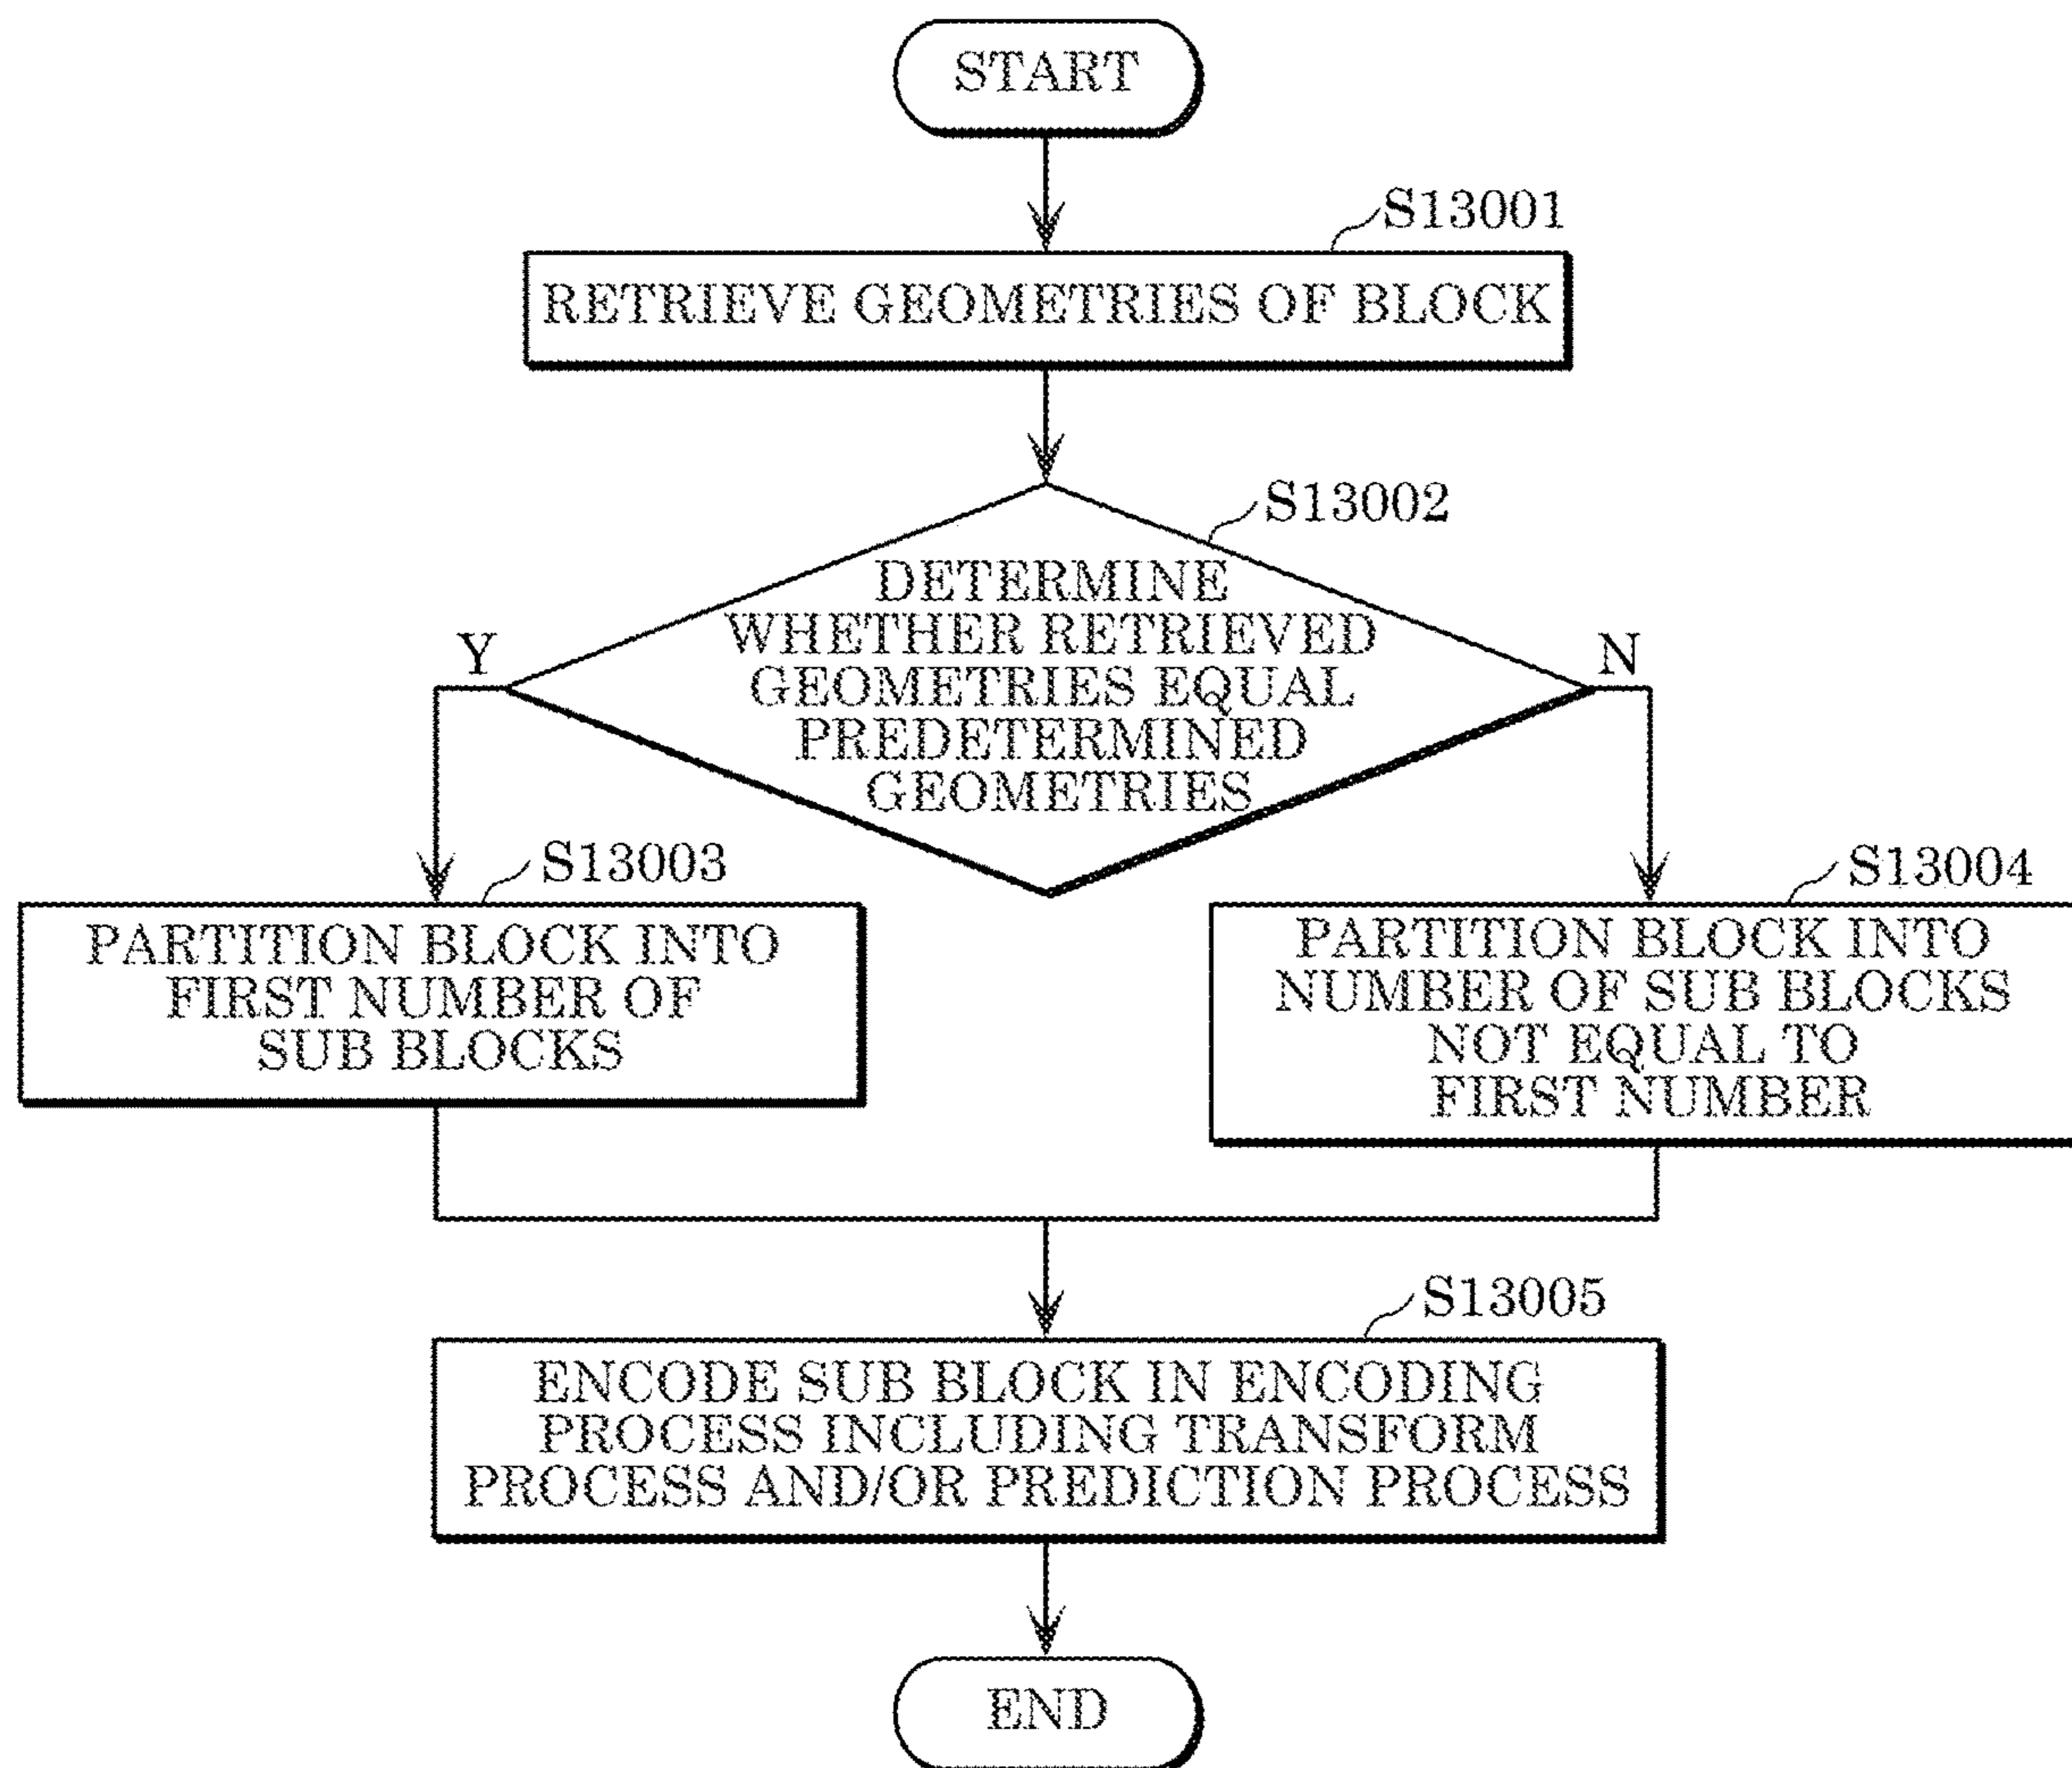 START
S13001
RETRIEVE GEOMETRIES OF BLOCK
S13002
DETERMINE
WHETHER RETRIEVED
GEOMETRIES EQUAL
PREDETERMINED
GEOMETRIES
Y
N
S13003
PARTITION BLOCK INTO
FIRST NUMBER OF
SUB BLOCKS
S13004
PARTITION BLOCK INTO
NUMBER OF SUB BLOCKS
NOT EQUAL TO
FIRST NUMBER
S13005
ENCODE SUB BLOCK IN ENCODING
PROCESS INCLUDING TRANSFORM
PROCESS AND/OR PREDICTION PROCESS
END